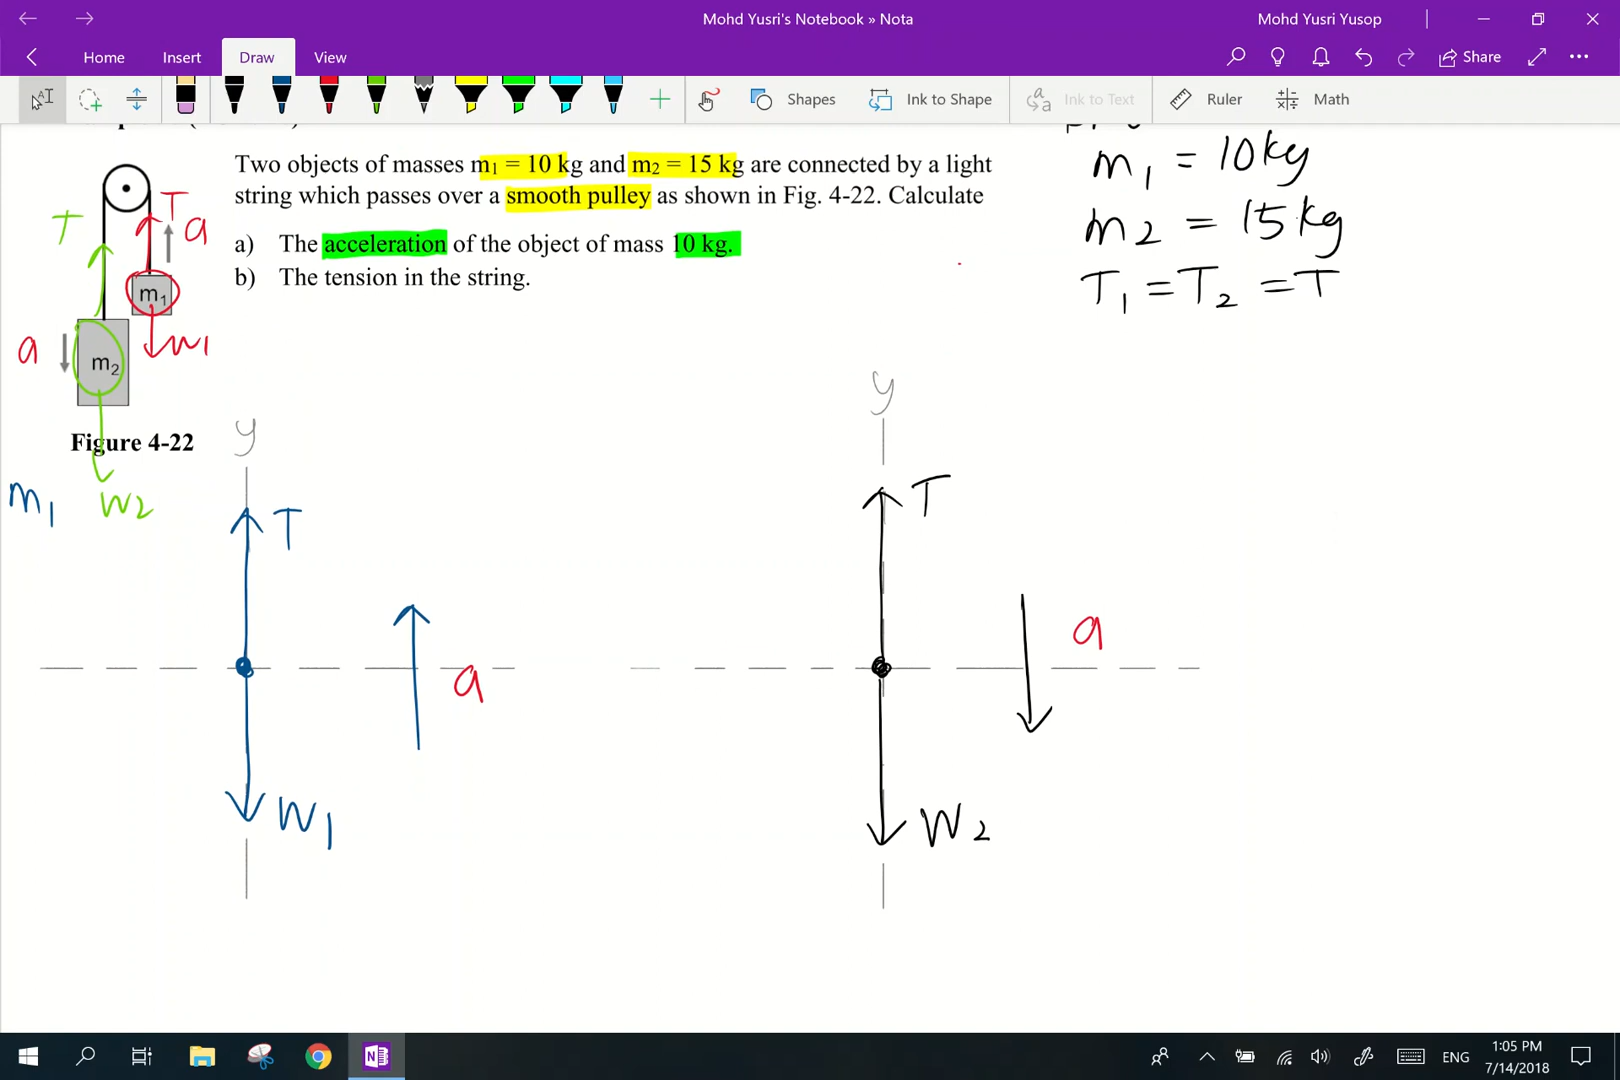 Mohd Yusri's Notebook » Nota
Mohd Yusri Yusop
Home Insert Draw View
Share
Shapes Ink to Shape Ink to Text Ruler Math
Two objects of masses m₁ = 10 kg and m₂ = 15 kg are connected by a light
string which passes over a smooth pulley as shown in Fig. 4-22. Calculate
a) The acceleration of the object of mass 10 kg.
b) The tension in the string.
m₁ = 10 kg
m₂ = 15 kg
T₁ = T₂ = T
T
T
a
m₁
W₁
a
m₂
Figure 4-22
W₂
m₁
y
T
a
W₁
y
T
a
W₂
ENG
1:05 PM
7/14/2018